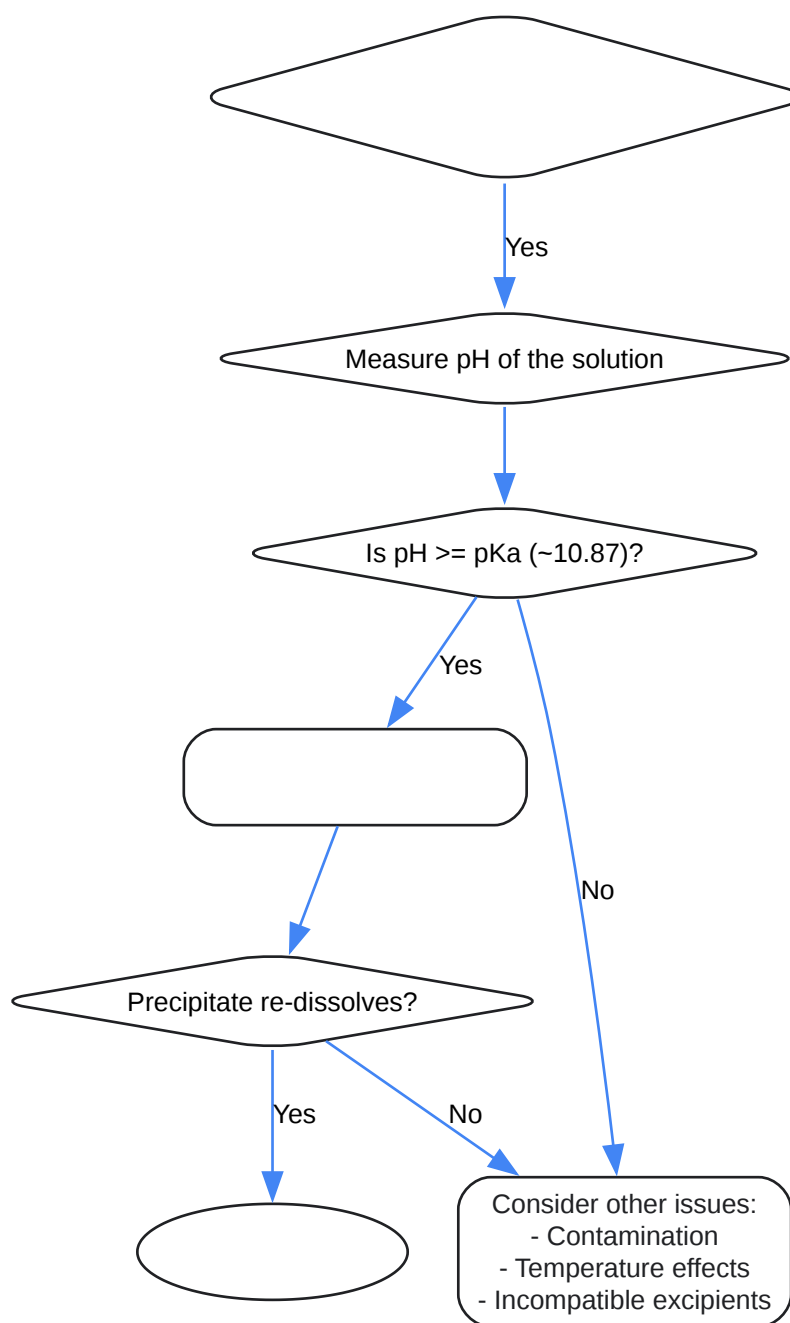 Yes
Measure pH of the solution
Is pH >= pKa (~10.87)?
Yes
No
Precipitate re-dissolves?
Yes
No
Consider other issues:
- Contamination
- Temperature effects
- Incompatible excipients